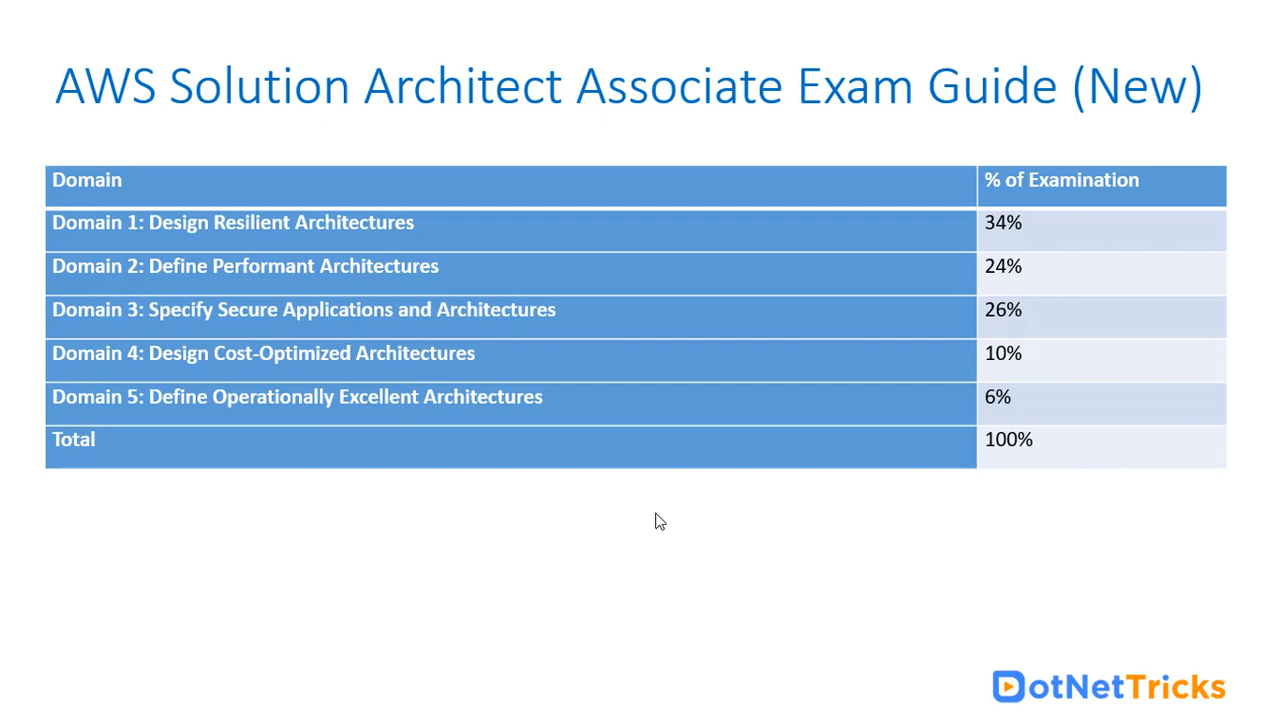 AWS Solution Architect Associate Exam Guide (New)
Domain % of Examination
Domain 1: Design Resilient Architectures 34%
Domain 2: Define Performant Architectures 24%
Domain 3: Specify Secure Applications and Architectures 26%
Domain 4: Design Cost-Optimized Architectures 10%
Domain 5: Define Operationally Excellent Architectures 6%
Total 100%
DotNetTricks